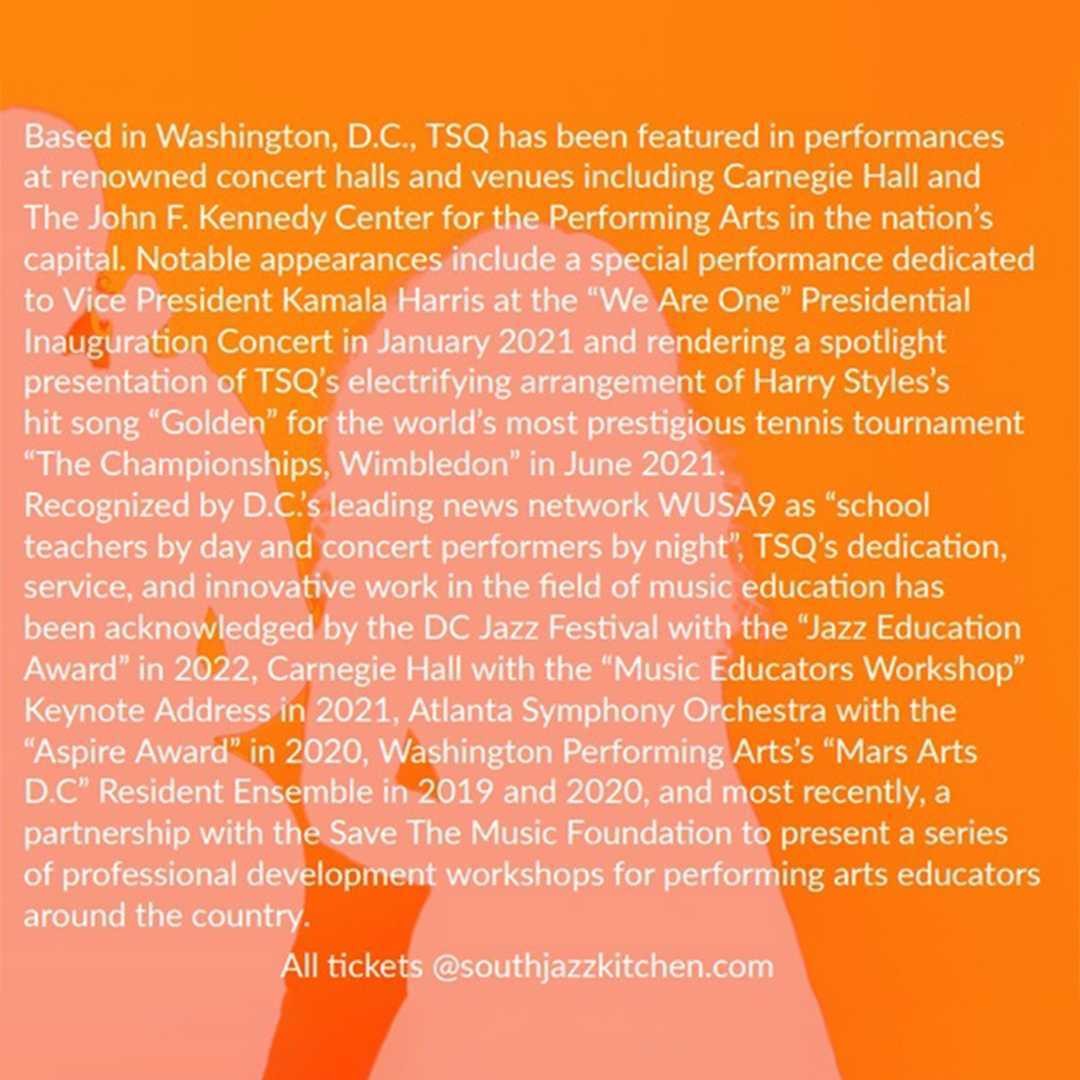 Based in Washington, D.C., TSQ has been featured in performances
at renowned concert halls and venues including Carnegie Hall and
The John F. Kennedy Center for the Performing Arts in the nation’s
capital. Notable appearances include a special performance dedicated
to Vice President Kamala Harris at the “We Are One” Presidential
Inauguration Concert in January 2021 and rendering a spotlight
presentation of TSQ’s electrifying arrangement of Harry Styles’s
hit song “Golden” for the world’s most prestigious tennis tournament
“The Championships, Wimbledon” in June 2021.
Recognized by D.C.’s leading news network WUSA9 as “school
teachers by day and concert performers by night”, TSQ’s dedication,
service, and innovative work in the field of music education has
been acknowledged by the DC Jazz Festival with the “Jazz Education
Award” in 2022, Carnegie Hall with the “Music Educators Workshop”
Keynote Address in 2021, Atlanta Symphony Orchestra with the
“Aspire Award” in 2020, Washington Performing Arts’s “Mars Arts
D.C” Resident Ensemble in 2019 and 2020, and most recently, a
partnership with the Save The Music Foundation to present a series
of professional development workshops for performing arts educators
around the country.
All tickets @southjazzkitchen.com